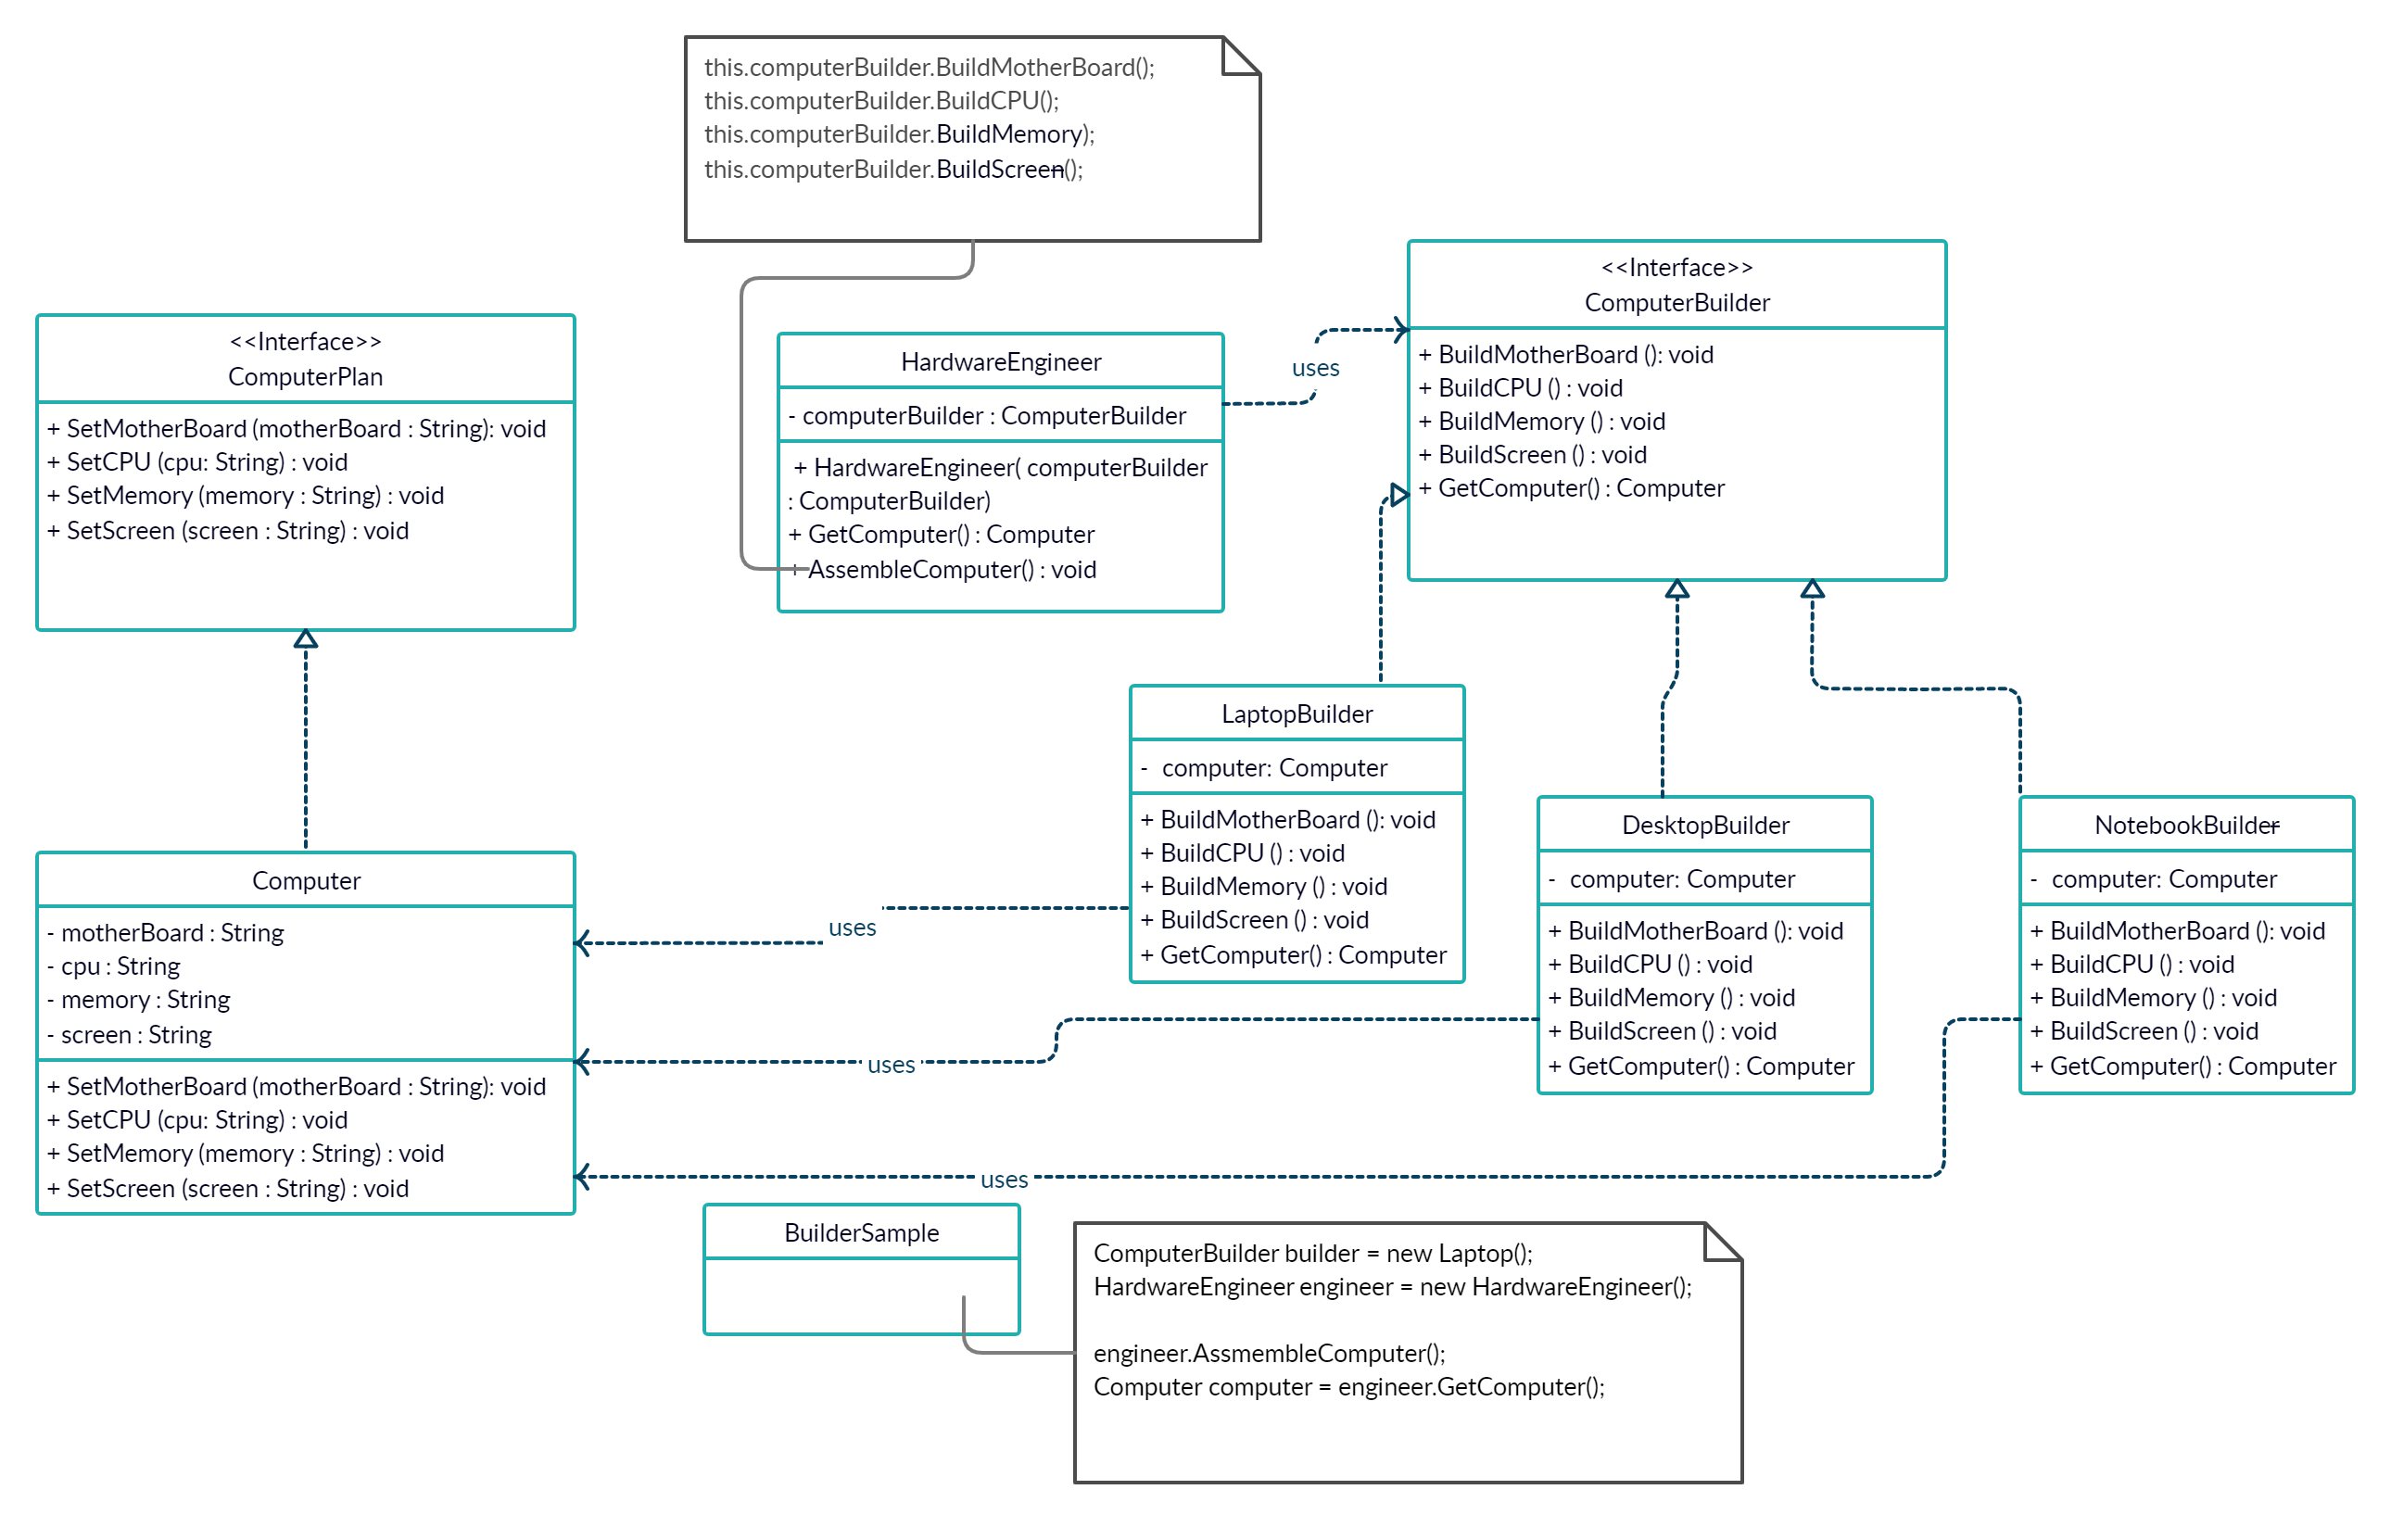 this.computerBuilder.BuildMotherBoard();
this.computerBuilder.BuildCPU();
this.computerBuilder.BuildMemory);
this.computerBuilder.BuildScreen();
<<Interface>>
ComputerPlan
+ SetMotherBoard (motherBoard : String): void
+ SetCPU (cpu: String) : void
+ SetMemory (memory : String) : void
+ SetScreen (screen : String) : void
HardwareEngineer
- computerBuilder : ComputerBuilder
+ HardwareEngineer( computerBuilder
: ComputerBuilder)
+ GetComputer() : Computer
+ AssembleComputer() : void
uses
<<Interface>>
ComputerBuilder
+ BuildMotherBoard (): void
+ BuildCPU () : void
+ BuildMemory () : void
+ BuildScreen () : void
+ GetComputer() : Computer
LaptopBuilder
- computer: Computer
+ BuildMotherBoard (): void
+ BuildCPU () : void
+ BuildMemory () : void
+ BuildScreen () : void
+ GetComputer() : Computer
DesktopBuilder
- computer: Computer
+ BuildMotherBoard (): void
+ BuildCPU () : void
+ BuildMemory () : void
+ BuildScreen () : void
+ GetComputer() : Computer
NotebookBuilder
- computer: Computer
+ BuildMotherBoard (): void
+ BuildCPU () : void
+ BuildMemory () : void
+ BuildScreen () : void
+ GetComputer() : Computer
Computer
- motherBoard : String
- cpu : String
- memory : String
- screen : String
+ SetMotherBoard (motherBoard : String): void
+ SetCPU (cpu: String) : void
+ SetMemory (memory : String) : void
+ SetScreen (screen : String) : void
uses
uses
uses
BuilderSample
ComputerBuilder builder = new Laptop();
HardwareEngineer engineer = new HardwareEngineer();
engineer.AssmembleComputer();
Computer computer = engineer.GetComputer();